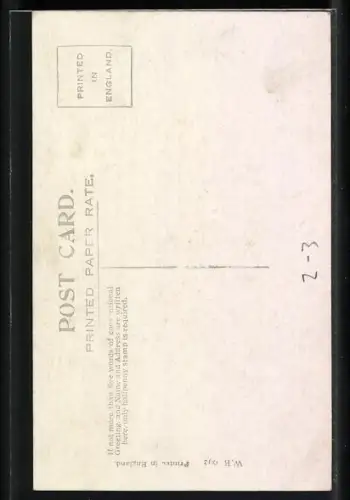 PRINTED
IN
ENGLAND.
POST CARD.
PRINTED PAPER RATE.
If not more than five words of conventional
Greeting and Name and Address are written
here only halfpenny stamp is required.
W.B. 692 Printed in England.
2-3